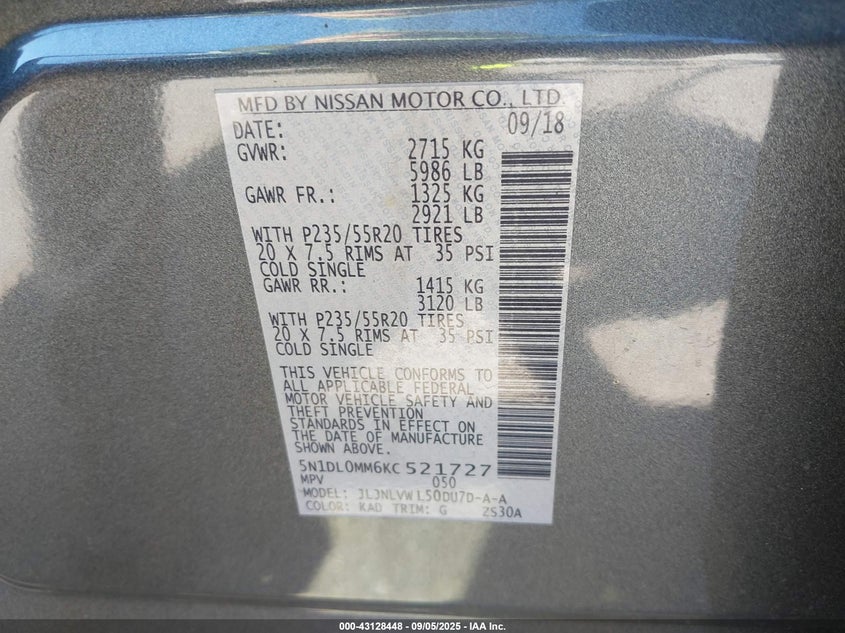 MFD BY NISSAN MOTOR CO., LTD.
DATE: 09/18
GVWR: 2715 KG
5986 LB
GAWR FR.: 1325 KG
2921 LB
WITH P235/55R20 TIRES
20 X 7.5 RIMS AT 35 PSI
COLD SINGLE
GAWR RR.: 1415 KG
3120 LB
WITH P235/55R20 TIRES
20 X 7.5 RIMS AT 35 PSI
COLD SINGLE
THIS VEHICLE CONFORMS TO
ALL APPLICABLE FEDERAL
MOTOR VEHICLE SAFETY AND
THEFT PREVENTION
STANDARDS IN EFFECT ON
THE DATE OF MANUFACTURE
SHOWN ABOVE.
5N1DL0MM6KC521727
MPV 050
MODEL: JLJNLVWL50DU7D-A-A
COLOR: KAD TRIM: G 2S30A
000-43128448 - 09/05/2025 - IAA Inc.